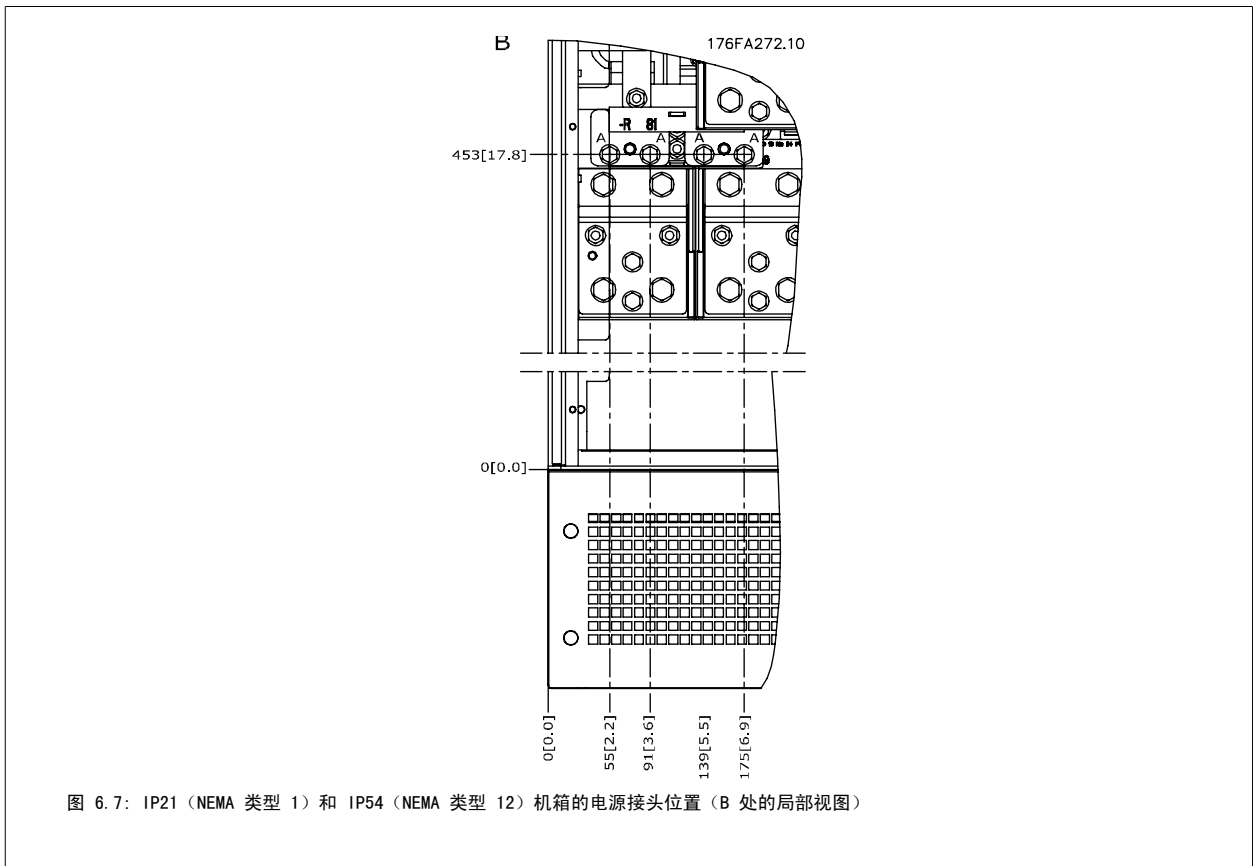 B
176FA272.10
-R 81
A A A A
453[17.8]
0[0.0]
0[0.0]
55[2.2]
91[3.6]
139[5.5]
175[6.9]
图 6.7: IP21（NEMA 类型 1）和 IP54（NEMA 类型 12）机箱的电源接头位置（B 处的局部视图）